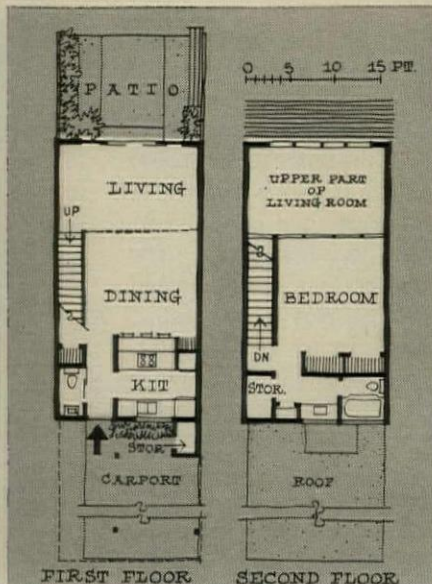 PATIO
LIVING
UP
DINING
KIT
STOR
CARPORT
FIRST FLOOR
0 5 10 15 FT.
UPPER PART
OF
LIVING ROOM
BEDROOM
DN
STOR.
ROOF
SECOND FLOOR